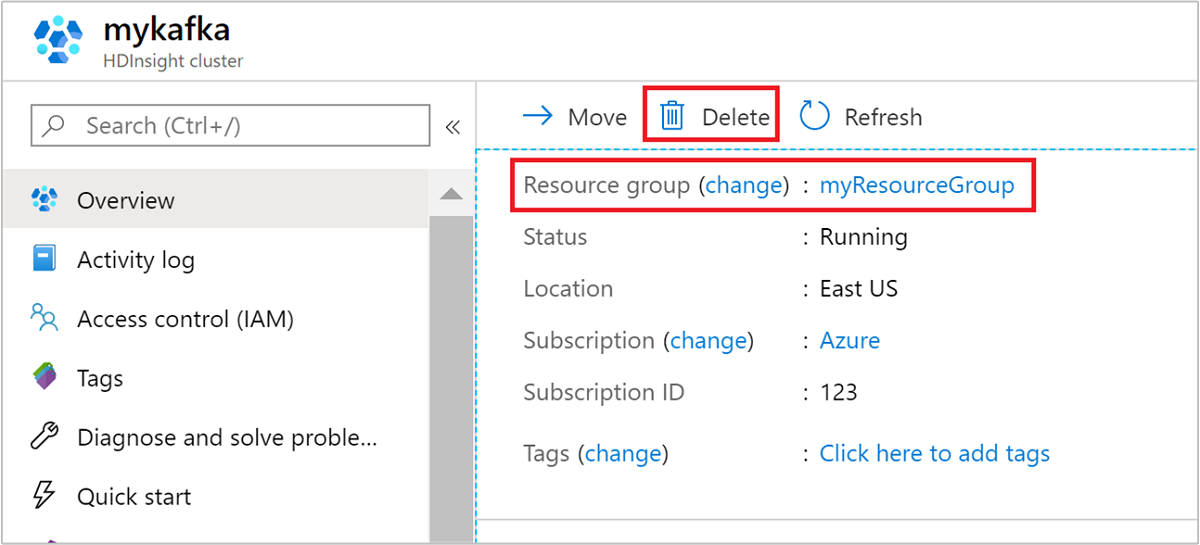 mykafka
HDInsight cluster
Search (Ctrl+/)
«
Move
Delete
Refresh
Overview
Activity log
Access control (IAM)
Tags
Diagnose and solve proble...
Quick start
Resource group (change) : myResourceGroup
Status : Running
Location : East US
Subscription (change) : Azure
Subscription ID : 123
Tags (change) : Click here to add tags